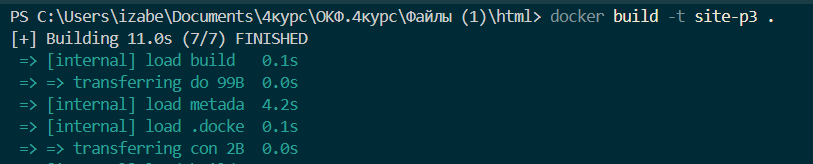 PS C:\Users\izabe\Documents\4курс\ОКФ.4курс\Файлы (1)\html> docker build -t site-p3 .
[+] Building 11.0s (7/7) FINISHED
=> [internal] load build 0.1s
=> => transferring do 99B 0.0s
=> [internal] load metada 4.2s
=> [internal] load .docke 0.1s
=> => transferring con 2B 0.0s